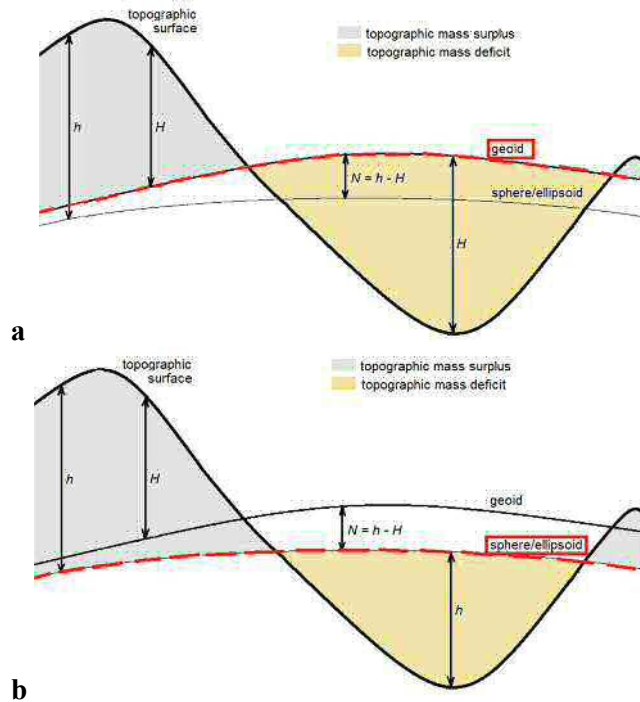 topographic
surface
topographic mass surplus
topographic mass deficit
h
H
geoid
N = h - H
sphere/ellipsoid
H
a
topographic
surface
topographic mass surplus
topographic mass deficit
h
H
geoid
N = h - H
sphere/ellipsoid
h
b